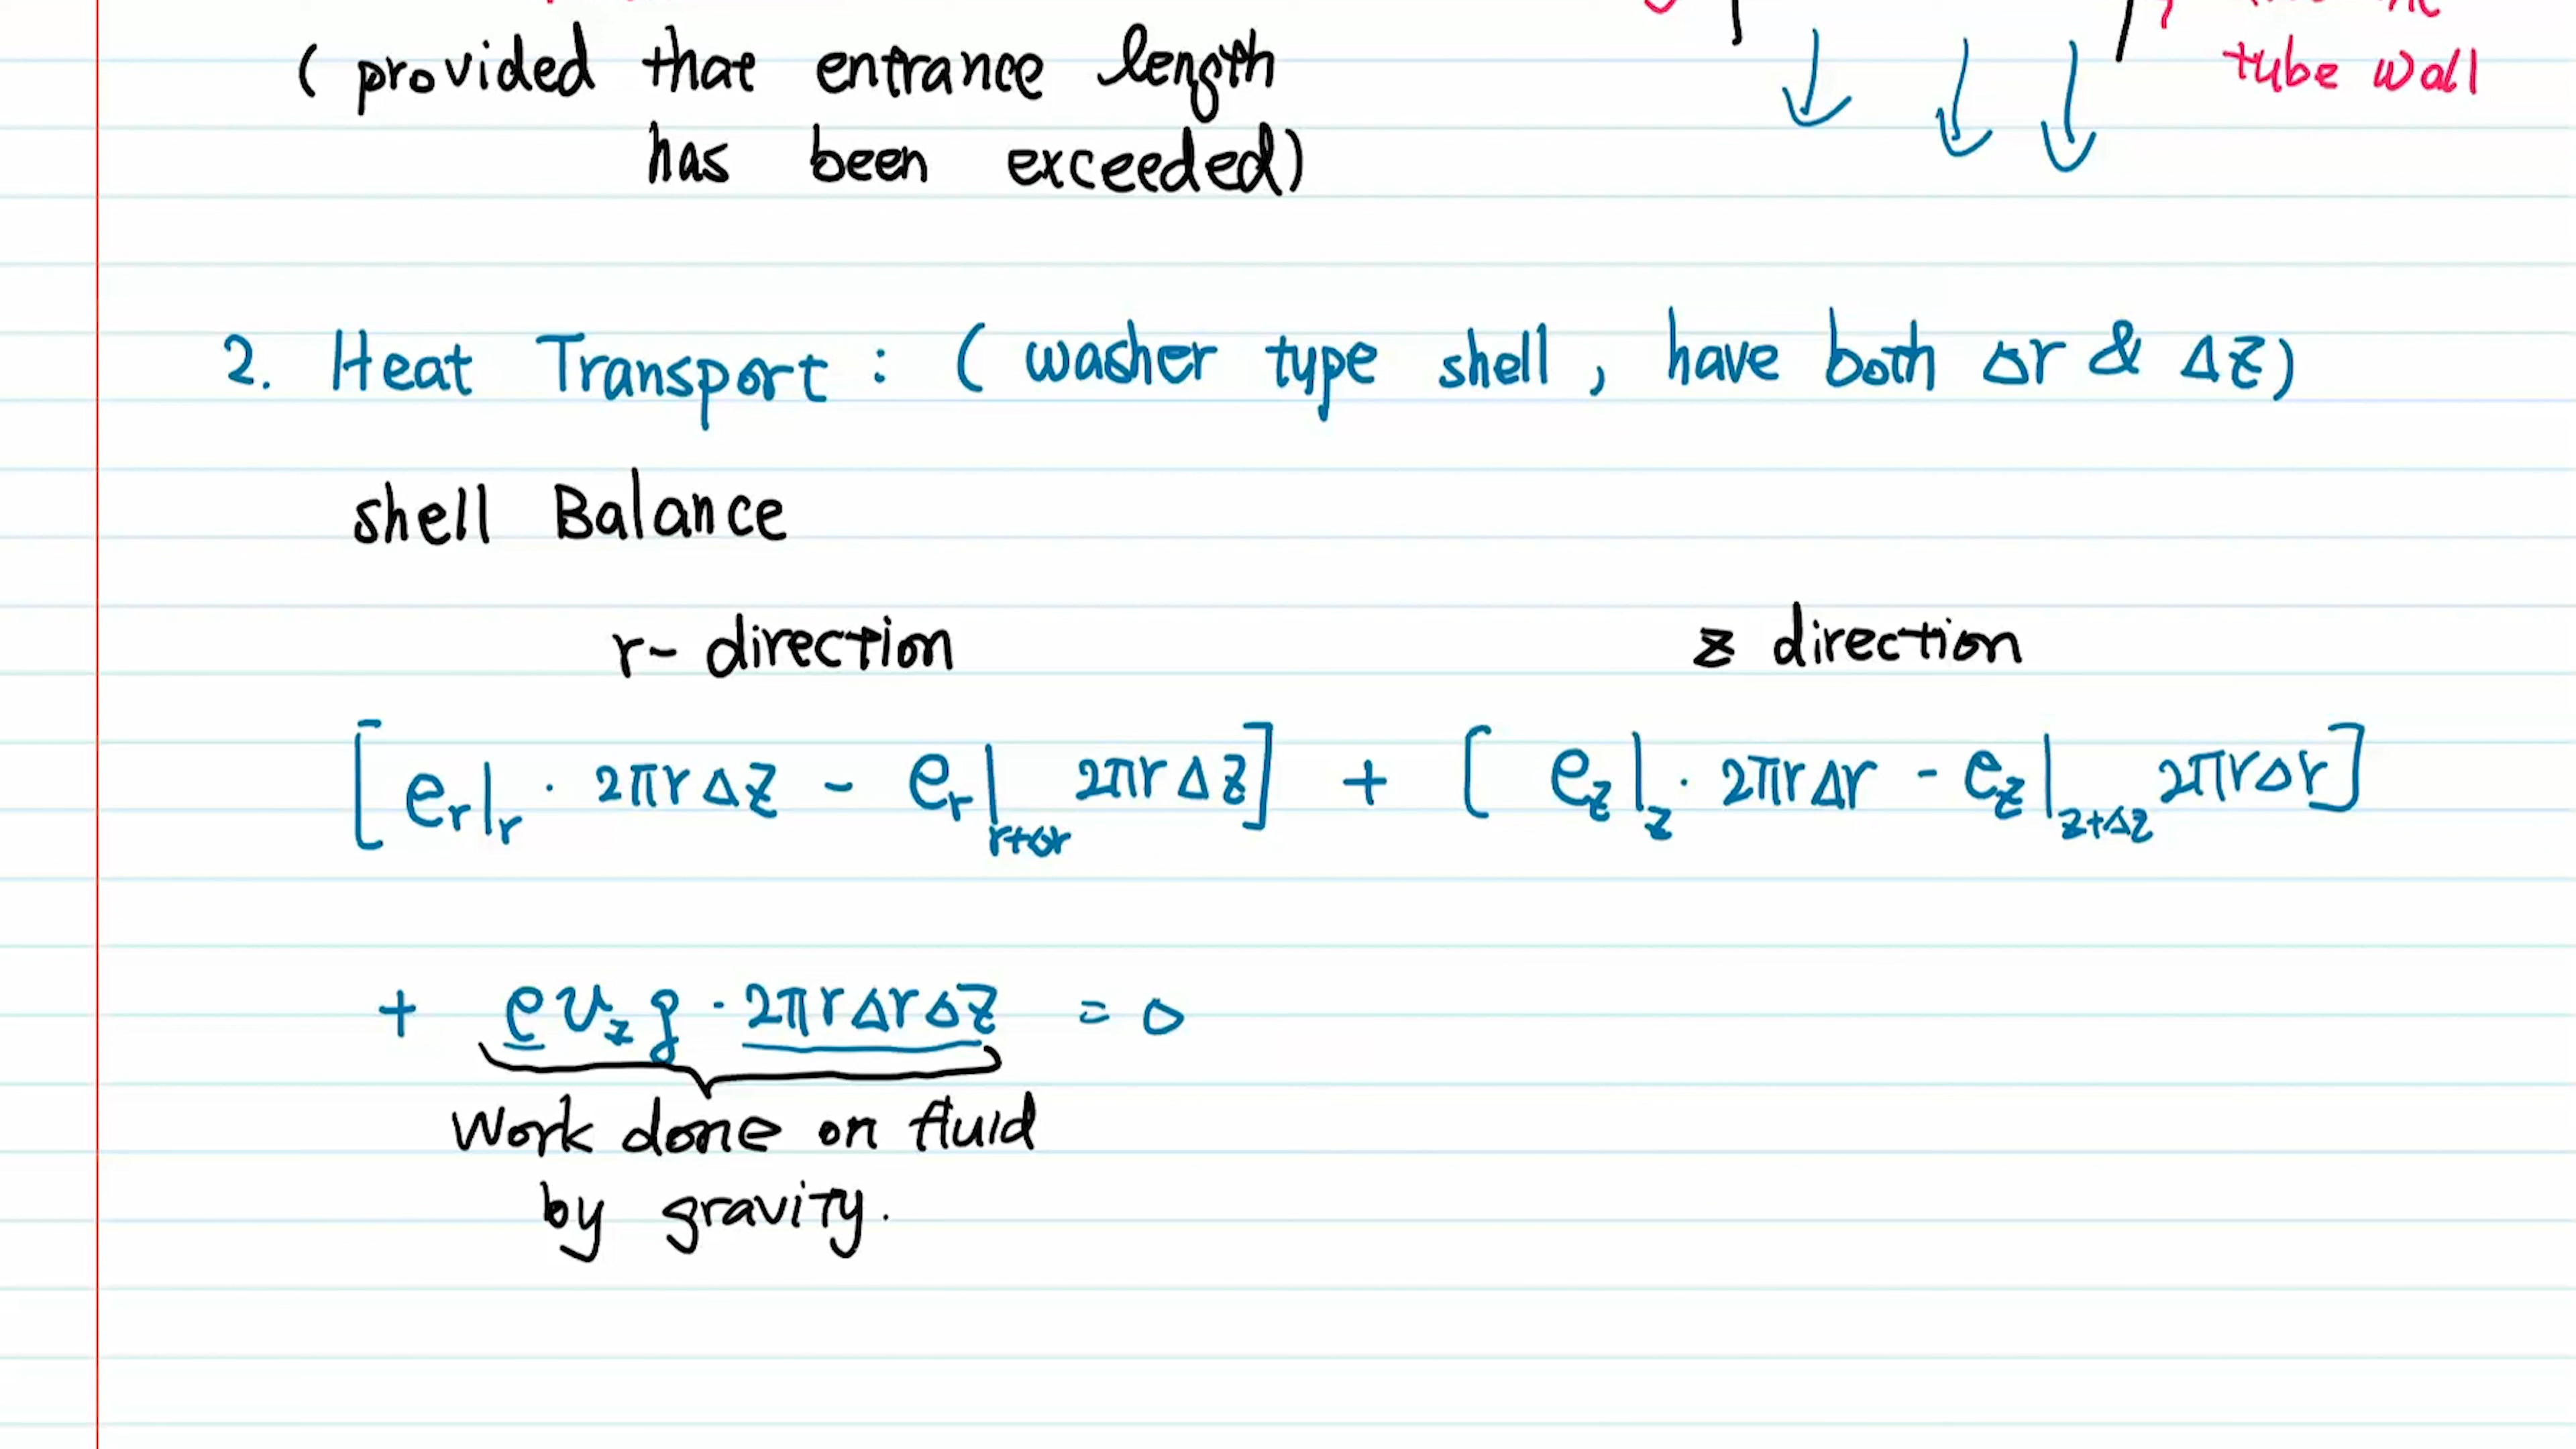 ( provided that entrance length
has been exceeded)
tube wall
2. Heat Transport : ( washer type shell , have both Δr & Δz)
shell Balance
r- direction z direction
[ e_r|_r · 2πrΔz - e_r|_{r+Δr} 2πrΔz ] + [ e_z|_z · 2πrΔr - e_z|_{z+Δz} 2πrΔr ]
+ ρ v_z g · 2πrΔrΔz = 0
Work done on fluid
by gravity.